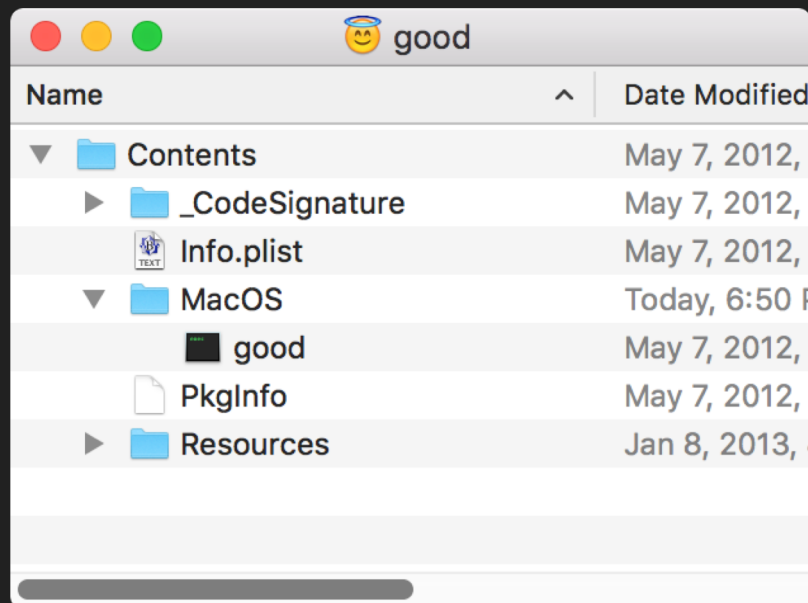 good
Name Date Modified
Contents May 7, 2012,
_CodeSignature May 7, 2012,
Info.plist May 7, 2012,
MacOS Today, 6:50
good May 7, 2012,
PkgInfo May 7, 2012,
Resources Jan 8, 2013,
TEXT